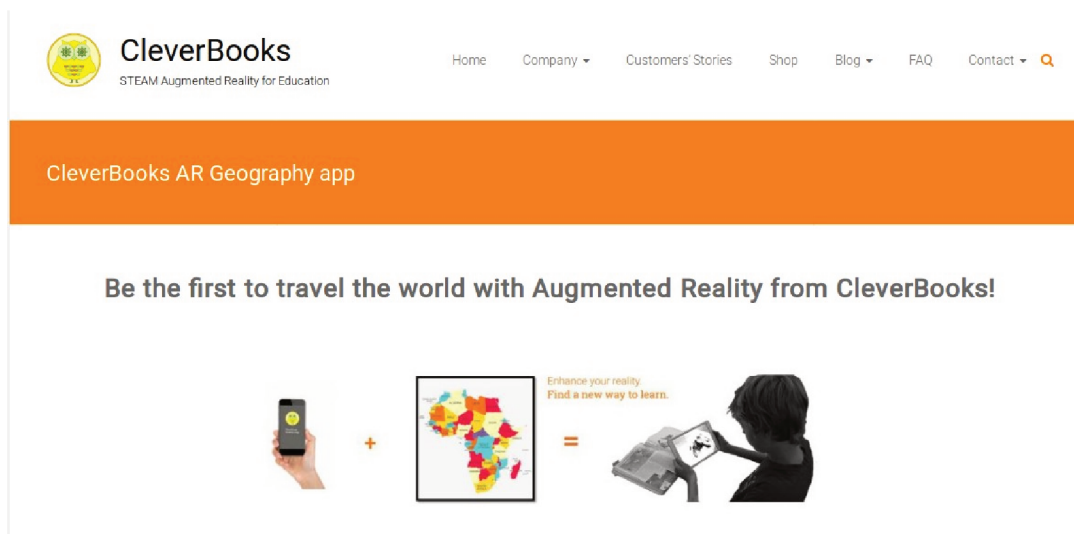 CleverBooks
STEAM Augmented Reality for Education
Home Company Customers' Stories Shop Blog FAQ Contact
CleverBooks AR Geography app
Be the first to travel the world with Augmented Reality from CleverBooks!
Enhance your reality.
Find a new way to learn.